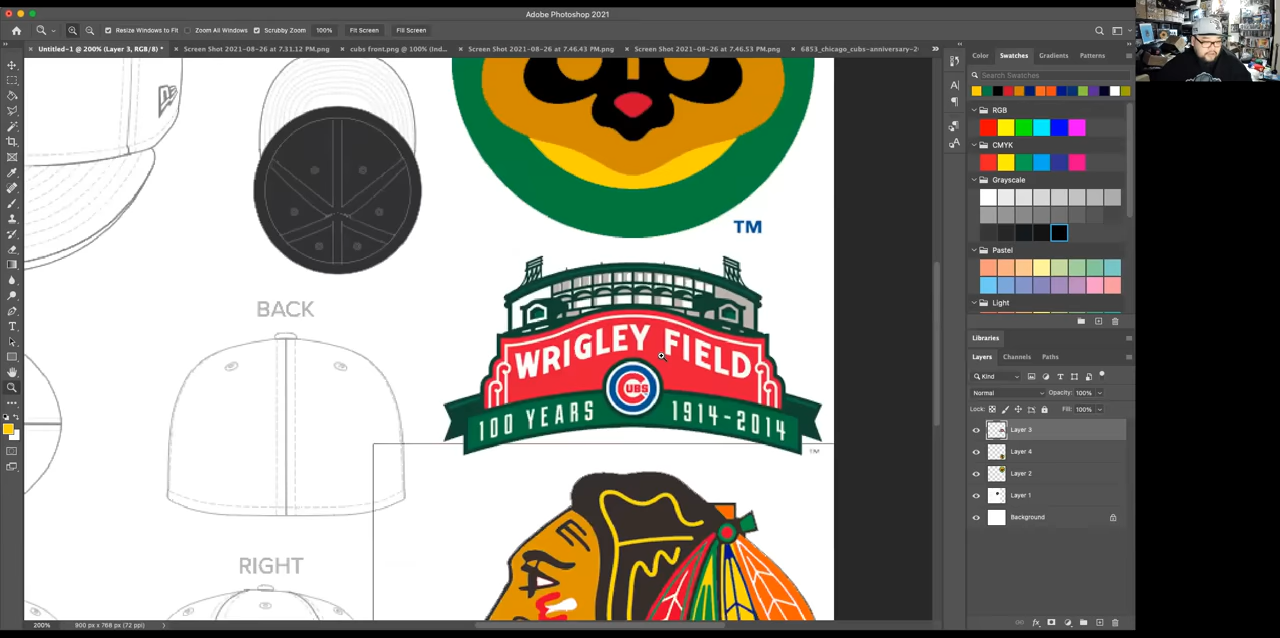 Adobe Photoshop 2021
Resize Windows to Fit
Zoom All Windows
Scrubby Zoom
100%
Fit Screen
Fill Screen
Untitled-1 @ 200% (Layer 3, RGB/8) *
Screen Shot 2021-08-26 at 7.31.12 PM.png
cubs front.png @ 100% (Ind...
Screen Shot 2021-08-26 at 7.46.43 PM.png
Screen Shot 2021-08-26 at 7.46.53 PM.png
6853_chicago_cubs-anniversary-2
Color
Swatches
Gradients
Patterns
Search Swatches
RGB
CMYK
Grayscale
Pastel
Light
TM
BACK
WRIGLEY FIELD
CUBS
100 YEARS
1914-2014
TM
RIGHT
Libraries
Layers
Channels
Paths
Kind
Normal
Opacity: 100%
Lock:
Fill: 100%
Layer 3
Layer 4
Layer 2
Layer 1
Background
200%
900 px x 768 px (72 ppi)